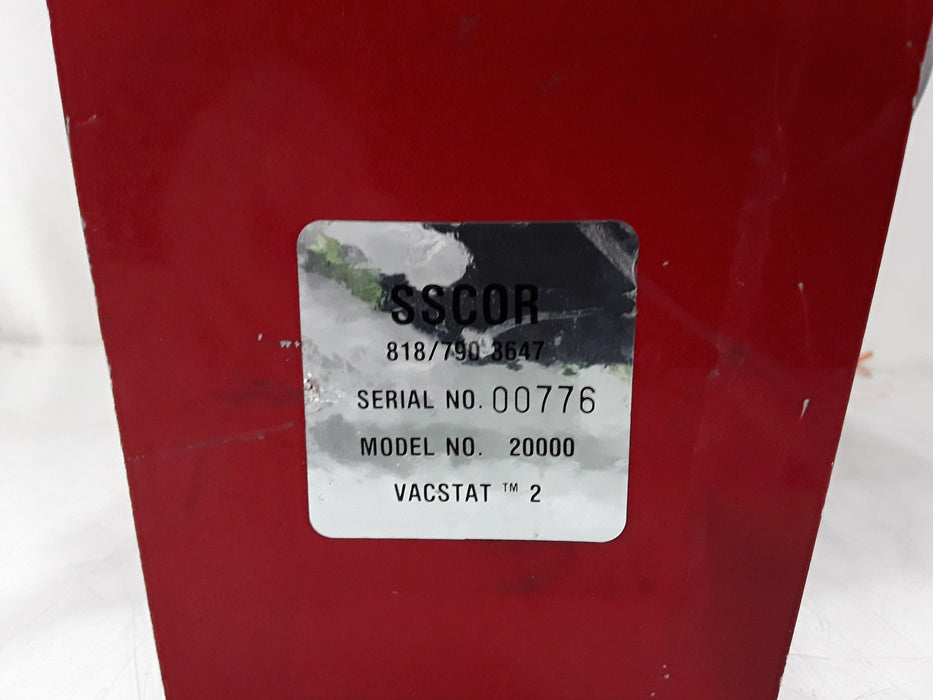 SSCOR
818/790 3647
SERIAL NO. 00776
MODEL NO. 20000
VACSTAT ™ 2